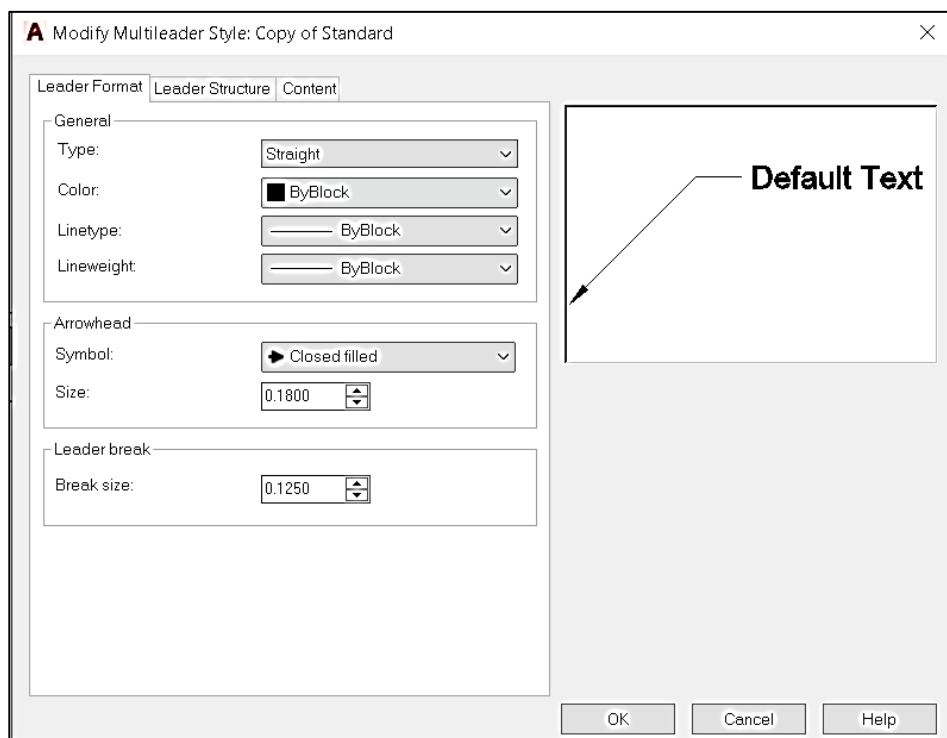 Modify Multileader Style: Copy of Standard
Leader Format Leader Structure Content
General
Type: Straight
Color: ByBlock
Linetype: ByBlock
Lineweight: ByBlock
Default Text
Arrowhead
Symbol: Closed filled
Size: 0.1800
Leader break
Break size: 0.1250
OK Cancel Help